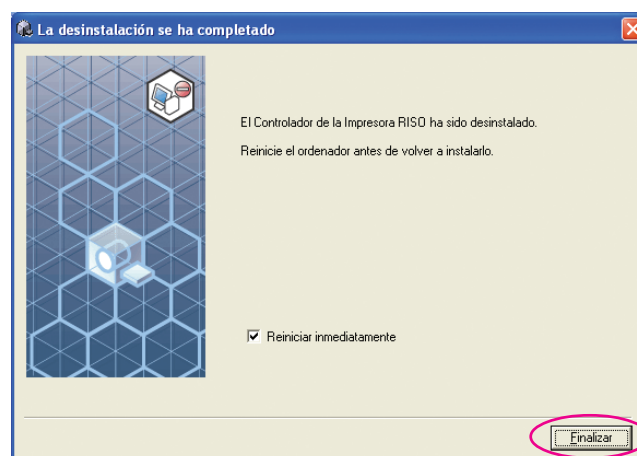 La desinstalación se ha completado
El Controlador de la Impresora RISO ha sido desinstalado.
Reinicie el ordenador antes de volver a instalarlo.
Reiniciar inmediatamente
Finalizar